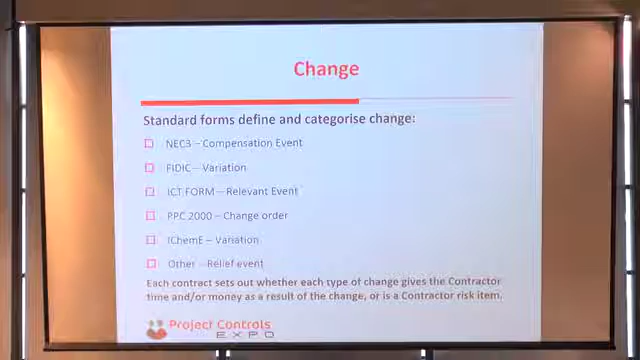 Change
Standard forms define and categorise change:
NEC3 – Compensation Event
FIDIC – Variation
ICT FORM – Relevant Event
PPC 2000 – Change order
IChemE – Variation
Other – Relief event
Each contract sets out whether each type of change gives the Contractor
time and/or money as a result of the change, or is a Contractor risk item.
Project Controls
EXPO